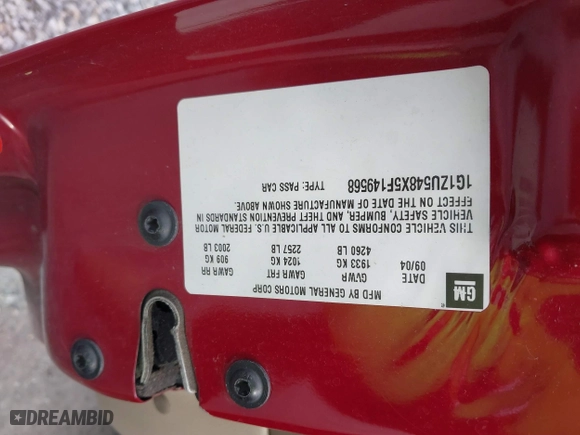 GM
MFD BY GENERAL MOTORS CORP
DATE GVWR GAWR FRT GAWR RR
09/04 1933 KG 1024 KG 909 KG
4260 LB 2257 LB 2003 LB
THIS VEHICLE CONFORMS TO ALL APPLICABLE U.S. FEDERAL MOTOR
VEHICLE SAFETY, BUMPER, AND THEFT PREVENTION STANDARDS IN
EFFECT ON THE DATE OF MANUFACTURE SHOWN ABOVE.
1G1ZU548X5F149568 TYPE: PASS CAR
DREAMBID